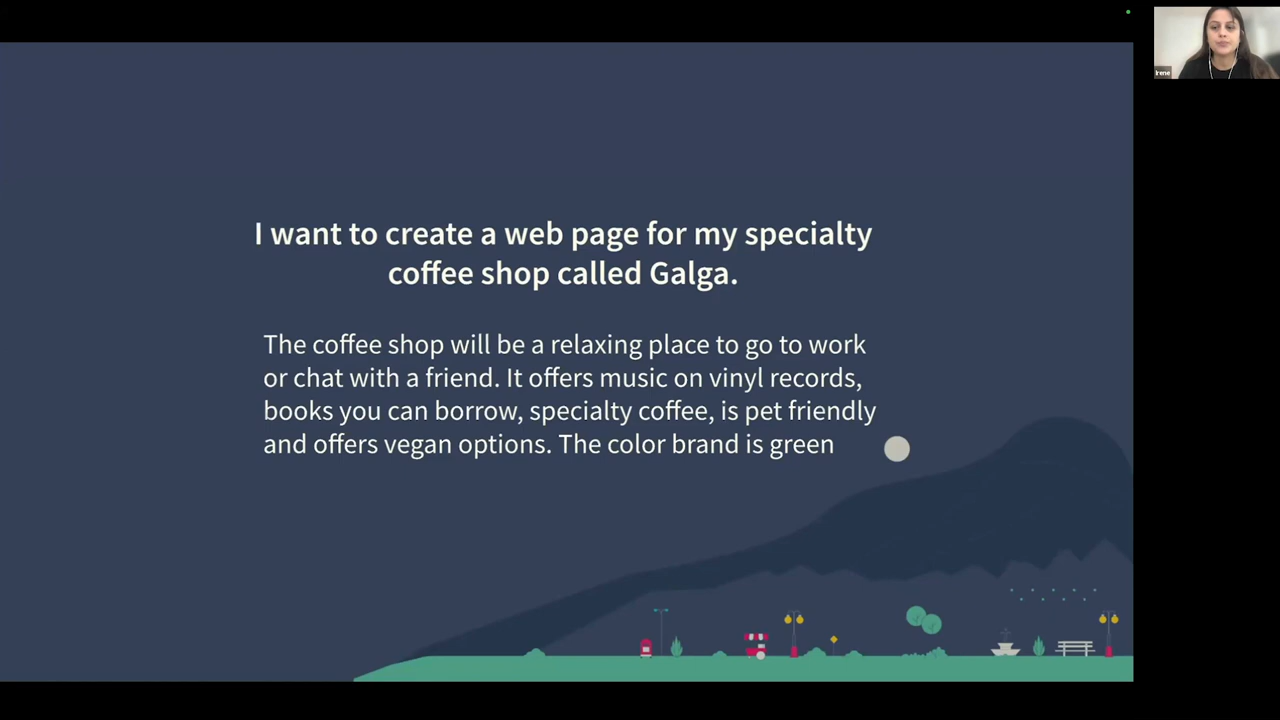 I want to create a web page for my specialty
coffee shop called Galga.
The coffee shop will be a relaxing place to go to work
or chat with a friend. It offers music on vinyl records,
books you can borrow, specialty coffee, is pet friendly
and offers vegan options. The color brand is green
Irene